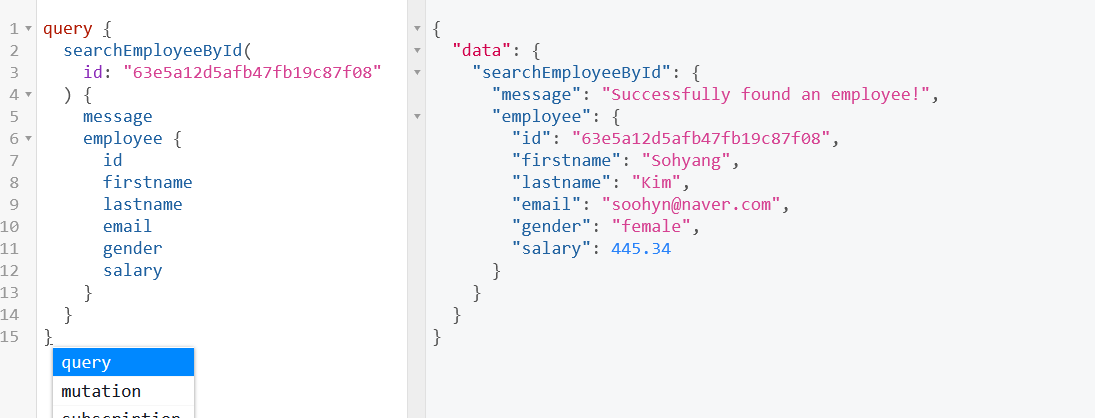 1 query {
2 searchEmployeeById(
3 id: "63e5a12d5afb47fb19c87f08"
4 ) {
5 message
6 employee {
7 id
8 firstname
9 lastname
10 email
11 gender
12 salary
13 }
14 }
15 }
query
mutation
subscription
{
"data": {
"searchEmployeeById": {
"message": "Successfully found an employee!",
"employee": {
"id": "63e5a12d5afb47fb19c87f08",
"firstname": "Sohyang",
"lastname": "Kim",
"email": "soohyn@naver.com",
"gender": "female",
"salary": 445.34
}
}
}
}